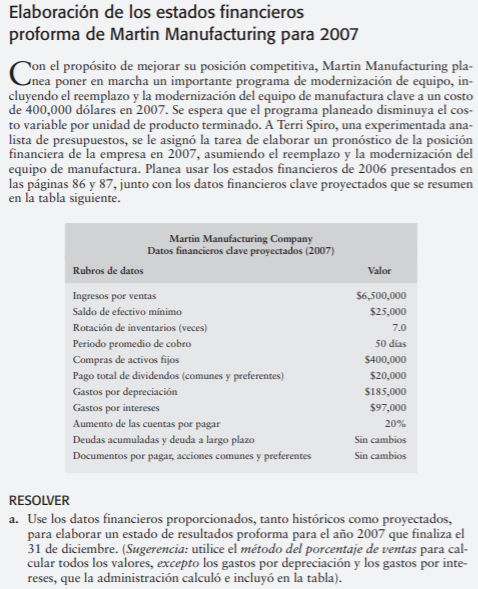 Elaboración de los estados financieros
proforma de Martin Manufacturing para 2007
Con el propósito de mejorar su posición competitiva, Martin Manufacturing pla-
nea poner en marcha un importante programa de modernización de equipo, in-
cluyendo el reemplazo y la modernización del equipo de manufactura clave a un costo
de 400,000 dólares en 2007. Se espera que el programa planeado disminuya el cos-
to variable por unidad de producto terminado. A Terri Spiro, una experimentada ana-
lista de presupuestos, se le asignó la tarea de elaborar un pronóstico de la posición
financiera de la empresa en 2007, asumiendo el reemplazo y la modernización del
equipo de manufactura. Planea usar los estados financieros de 2006 presentados en
las páginas 86 y 87, junto con los datos financieros clave proyectados que se resumen
en la tabla siguiente.
Martin Manufacturing Company
Datos financieros clave proyectados (2007)
Rubros de datos Valor
Ingresos por ventas $6,500,000
Saldo de efectivo mínimo $25,000
Rotación de inventarios (veces) 7.0
Periodo promedio de cobro 50 días
Compras de activos fijos $400,000
Pago total de dividendos (comunes y preferentes) $20,000
Gastos por depreciación $185,000
Gastos por intereses $97,000
Aumento de las cuentas por pagar 20%
Deudas acumuladas y deuda a largo plazo Sin cambios
Documentos por pagar, acciones comunes y preferentes Sin cambios
RESOLVER
a. Use los datos financieros proporcionados, tanto históricos como proyectados,
para elaborar un estado de resultados proforma para el año 2007 que finaliza el
31 de diciembre. (Sugerencia: utilice el método del porcentaje de ventas para cal-
cular todos los valores, excepto los gastos por depreciación y los gastos por inte-
reses, que la administración calculó e incluyó en la tabla).